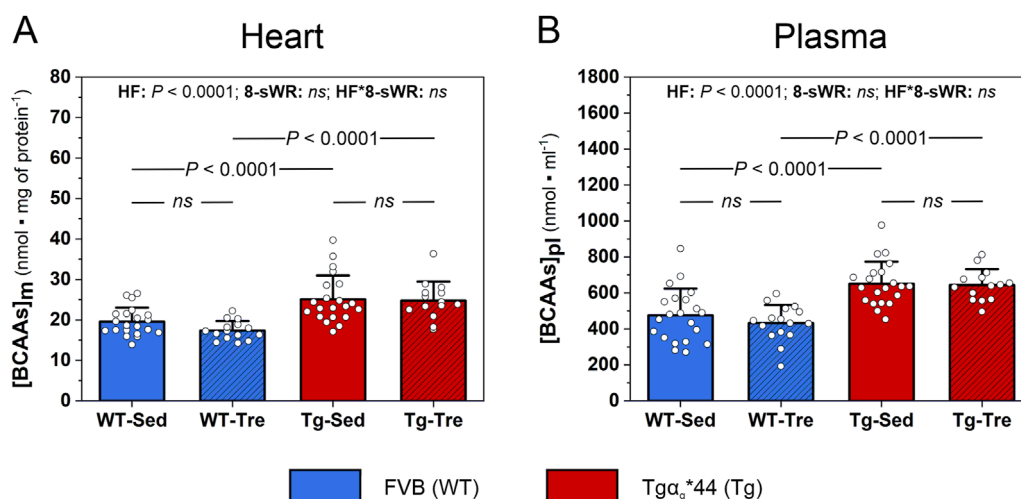 A
Heart
HF: P < 0.0001; 8-sWR: ns; HF*8-sWR: ns
P < 0.0001
P < 0.0001
ns
ns
[BCAAs]m (nmol ▪ mg of protein⁻¹)
80
70
60
50
40
30
20
10
0
WT-Sed WT-Tre Tg-Sed Tg-Tre
B
Plasma
HF: P < 0.0001; 8-sWR: ns; HF*8-sWR: ns
P < 0.0001
P < 0.0001
ns
ns
[BCAAs]pl (nmol ▪ ml⁻¹)
1800
1600
1400
1200
1000
800
600
400
200
0
WT-Sed WT-Tre Tg-Sed Tg-Tre
FVB (WT)
Tgαq*44 (Tg)